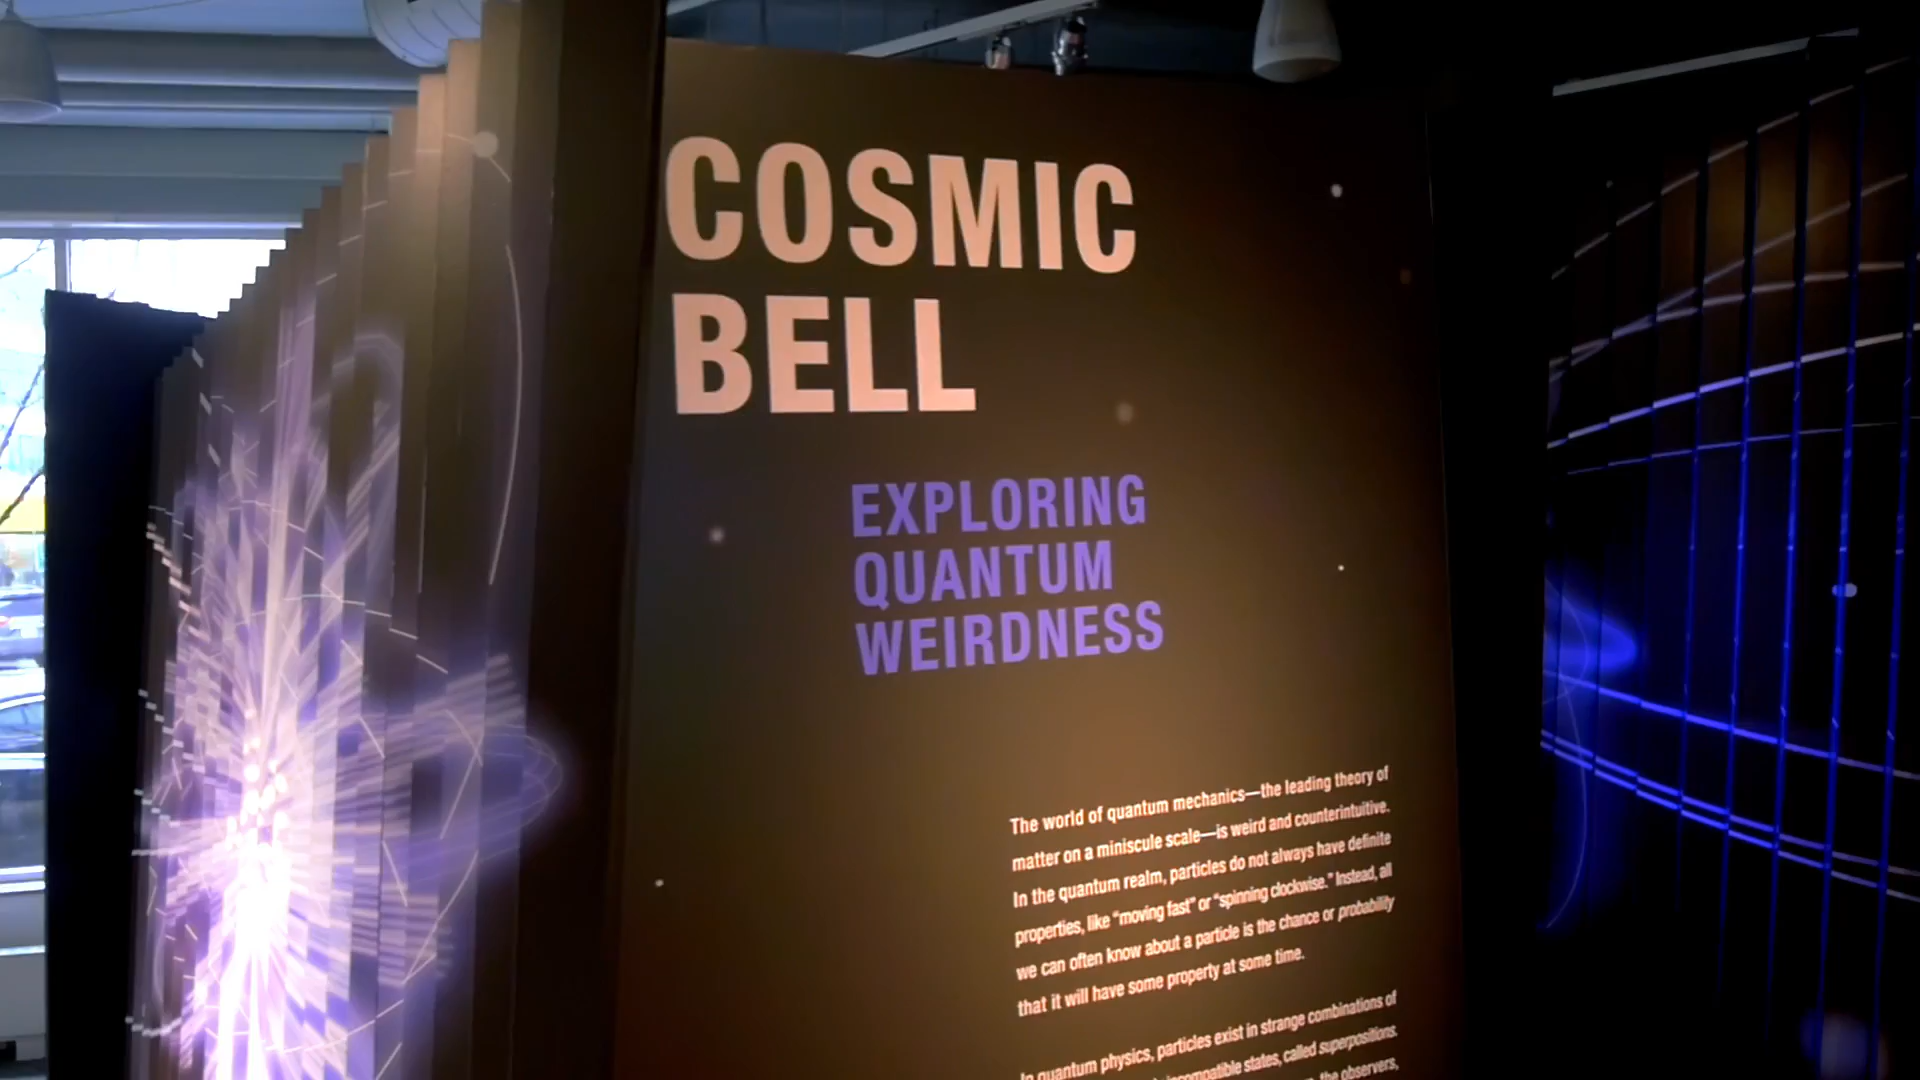 COSMIC
BELL
EXPLORING
QUANTUM
WEIRDNESS
The world of quantum mechanics—the leading theory of
matter on a miniscule scale—is weird and counterintuitive.
In the quantum realm, particles do not always have definite
properties, like “moving fast” or “spinning clockwise.” Instead, all
we can often know about a particle is the chance or probability
that it will have some property at some time.
In quantum physics, particles exist in strange combinations of
incompatible states, called superpositions.
the observers,